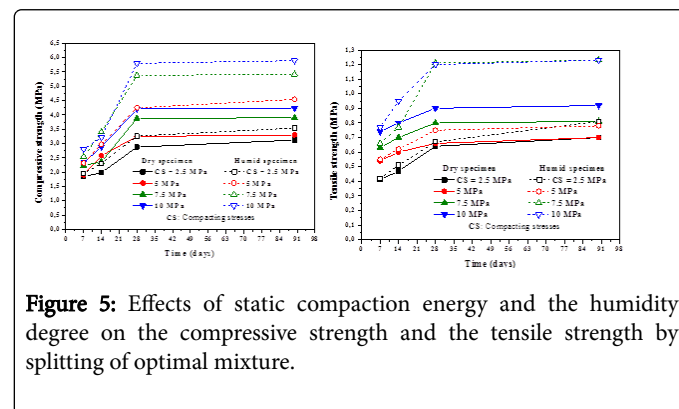 Compressive strength (MPa)
6,5
6,0
5,5
5,0
4,5
4,0
3,5
3,0
2,5
2,0
1,5
1,0
0,5
0,0
Dry specimen Humid specimen
CS = 2.5 MPa CS = 2.5 MPa
5 MPa 5 MPa
7.5 MPa 7.5 MPa
10 MPa 10 MPa
CS: Compacting stresses
0 7 14 21 28 35 42 49 56 63 70 77 84 91 98
Time (days)
Tensile strength (MPa)
1,3
1,2
1,1
1,0
0,9
0,8
0,7
0,6
0,5
0,4
0,3
0,2
0,1
0,0
Dry specimen Humid specimen
CS = 2.5 MPa CS = 2.5 MPa
5 MPa 5 MPa
7.5 MPa 7.5 MPa
10 MPa 10 MPa
CS: Compacting stresses
0 7 14 21 28 35 42 49 56 63 70 77 84 91 98
Time (days)
Figure 5: Effects of static compaction energy and the humidity
degree on the compressive strength and the tensile strength by
splitting of optimal mixture.